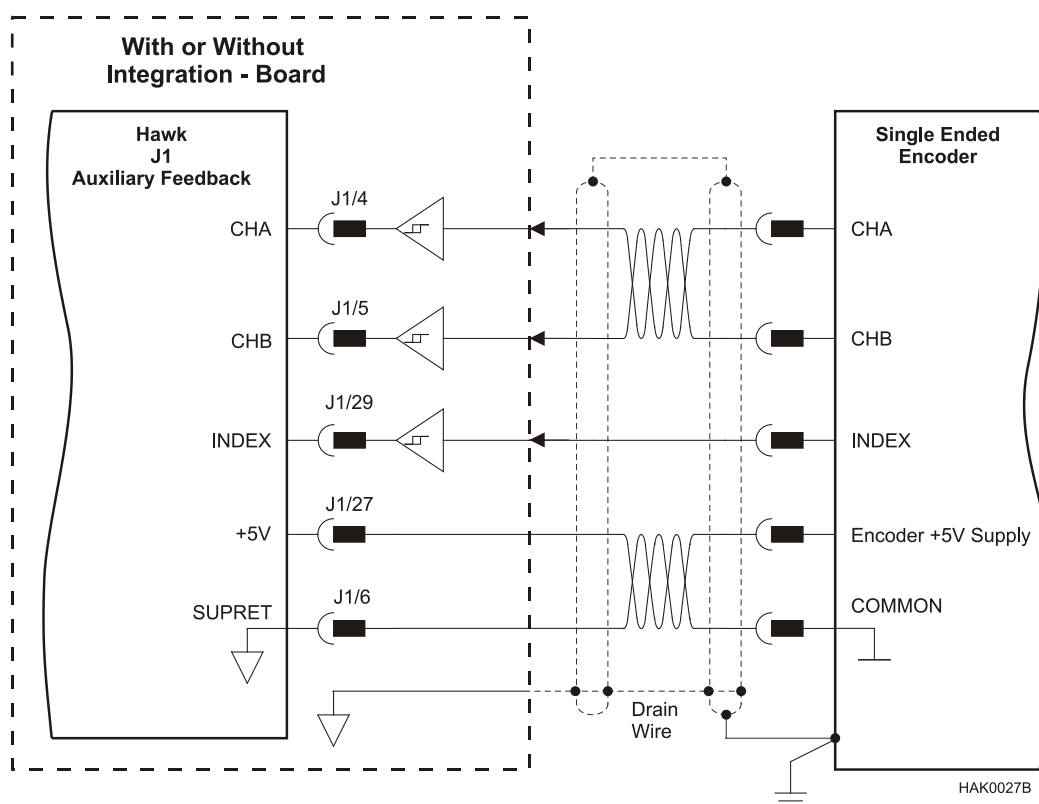 With or Without
Integration - Board
Hawk
J1
Auxiliary Feedback
Single Ended
Encoder
J1/4
CHA
CHA
J1/5
CHB
CHB
J1/29
INDEX
INDEX
J1/27
+5V
Encoder +5V Supply
J1/6
SUPRET
COMMON
Drain
Wire
HAK0027B